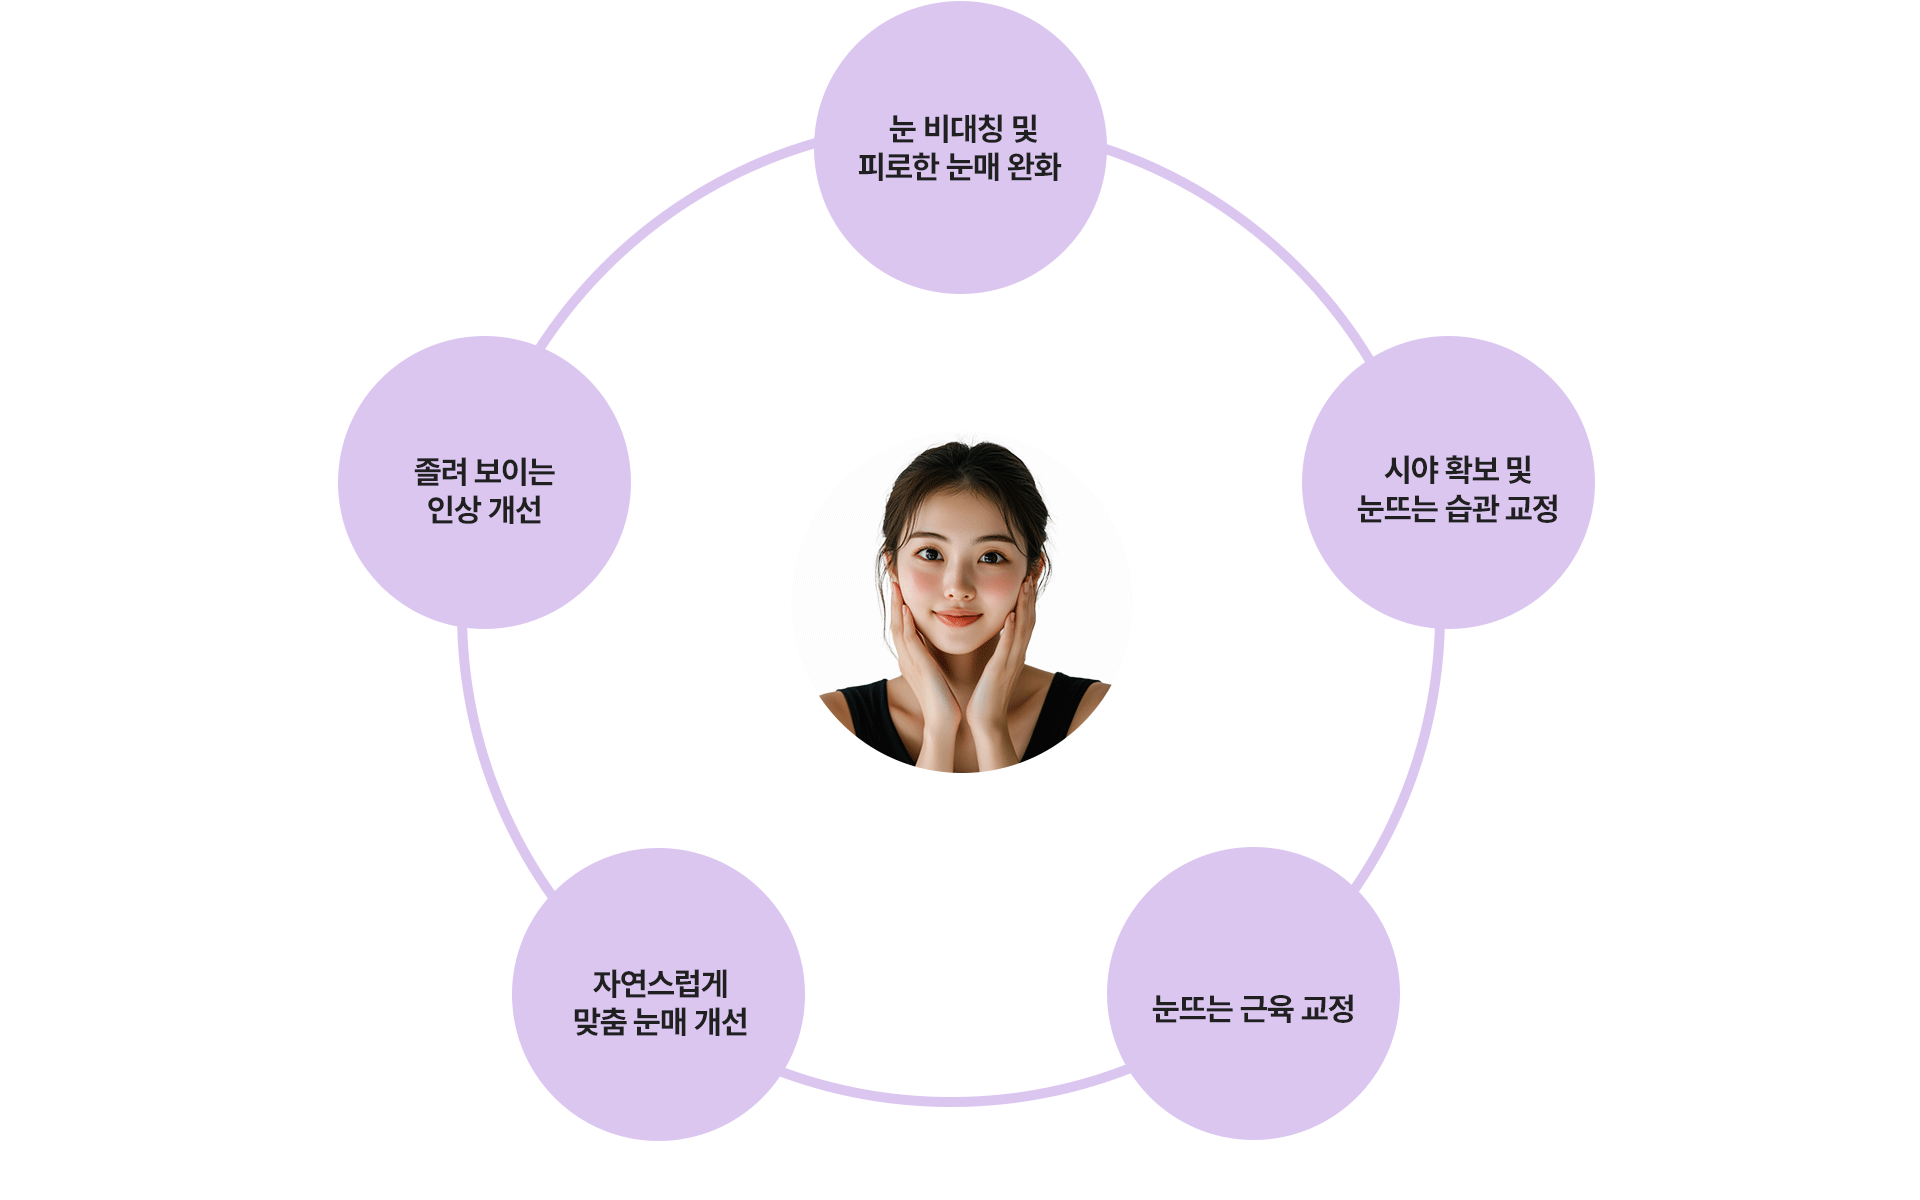 눈 비대칭 및
피로한 눈매 완화
졸려 보이는
인상 개선
시야 확보 및
눈뜨는 습관 교정
자연스럽게
맞춤 눈매 개선
눈뜨는 근육 교정